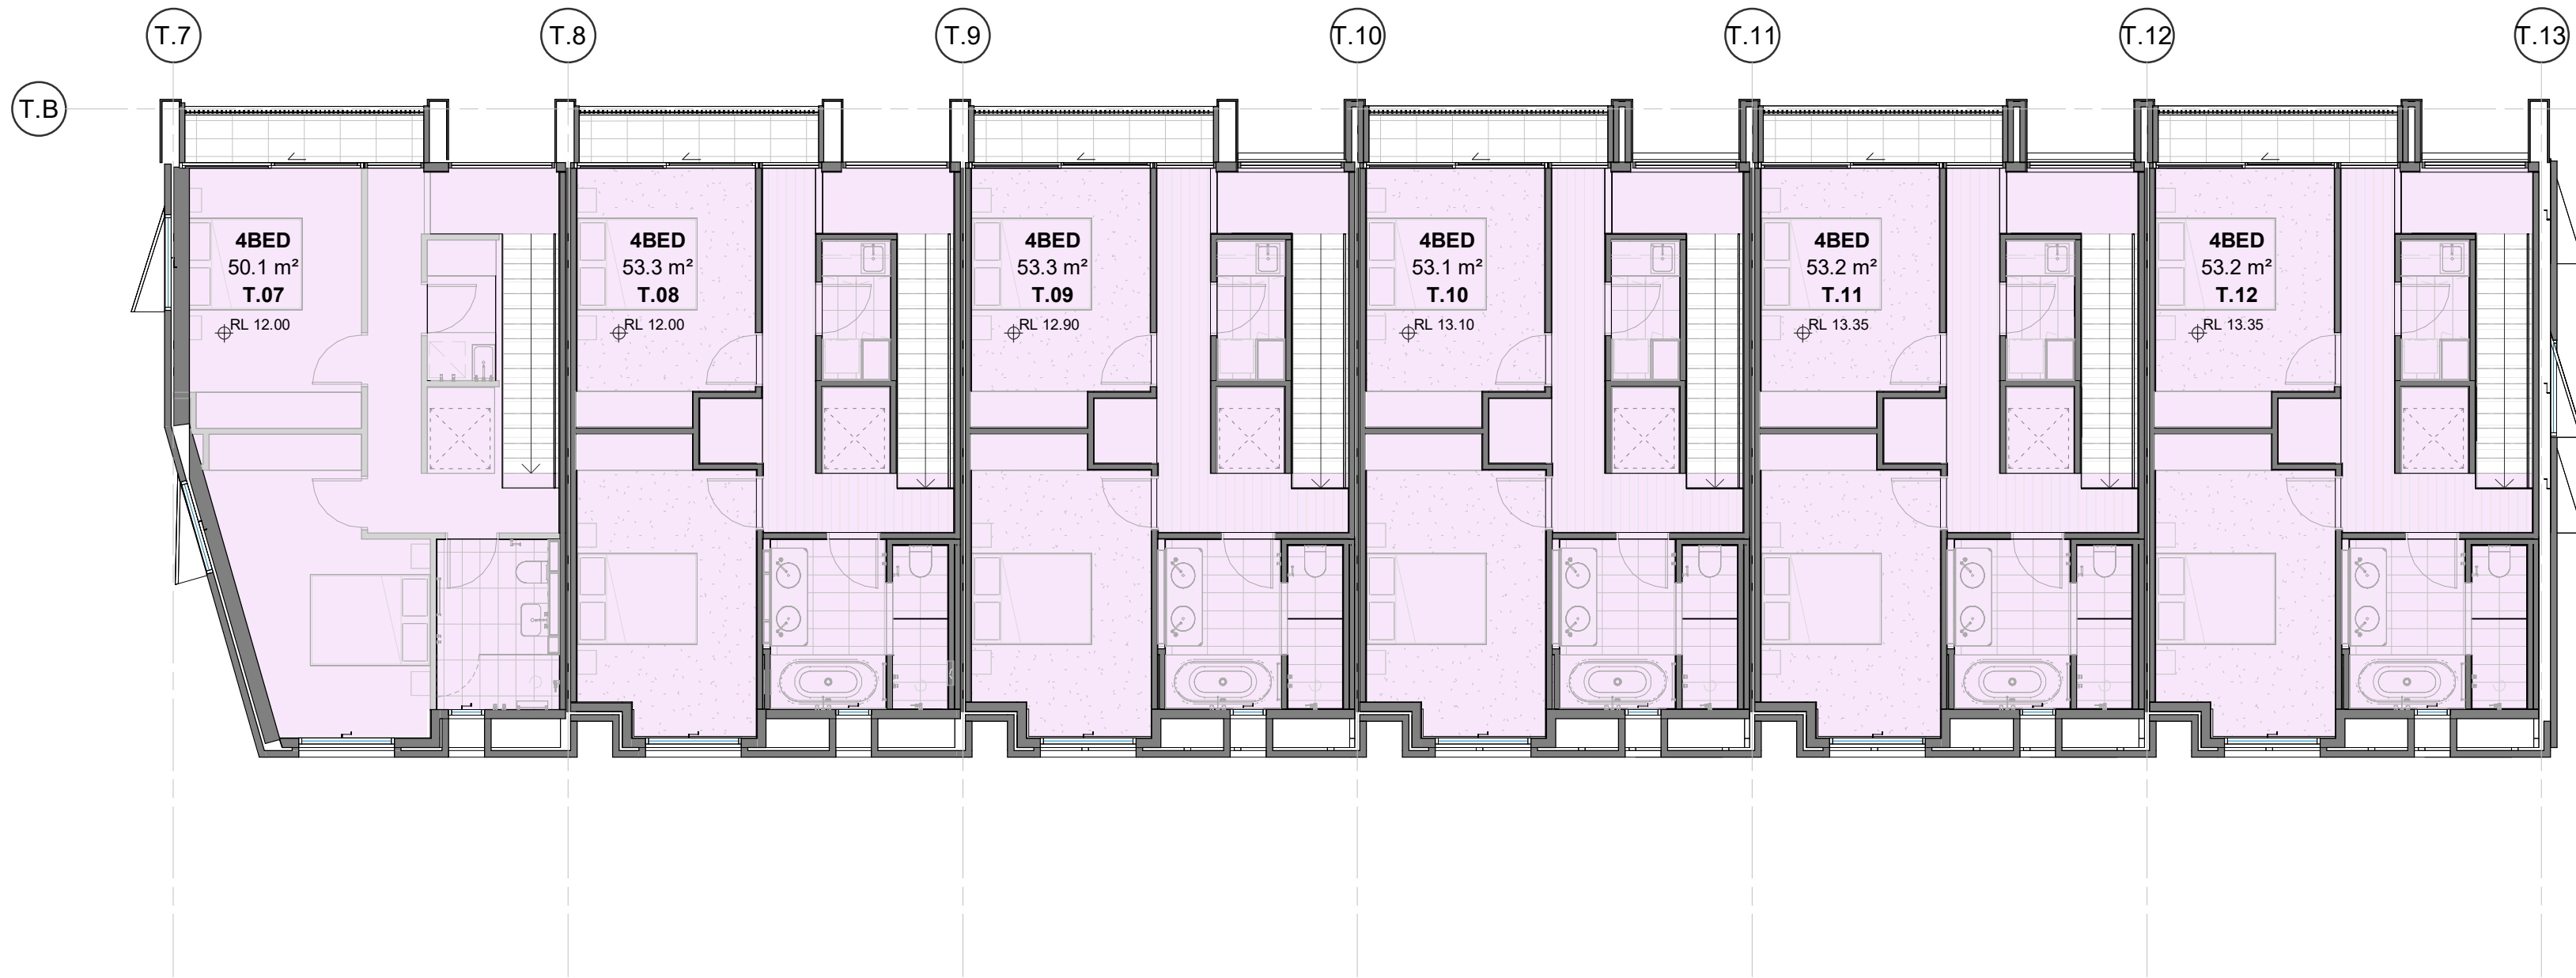 T.7
T.8
T.9
T.10
T.11
T.12
T.13
T.B
4BED
50.1 m²
T.07
RL 12.00
4BED
53.3 m²
T.08
RL 12.00
4BED
53.3 m²
T.09
RL 12.90
4BED
53.1 m²
T.10
RL 13.10
4BED
53.2 m²
T.11
RL 13.35
4BED
53.2 m²
T.12
RL 13.35